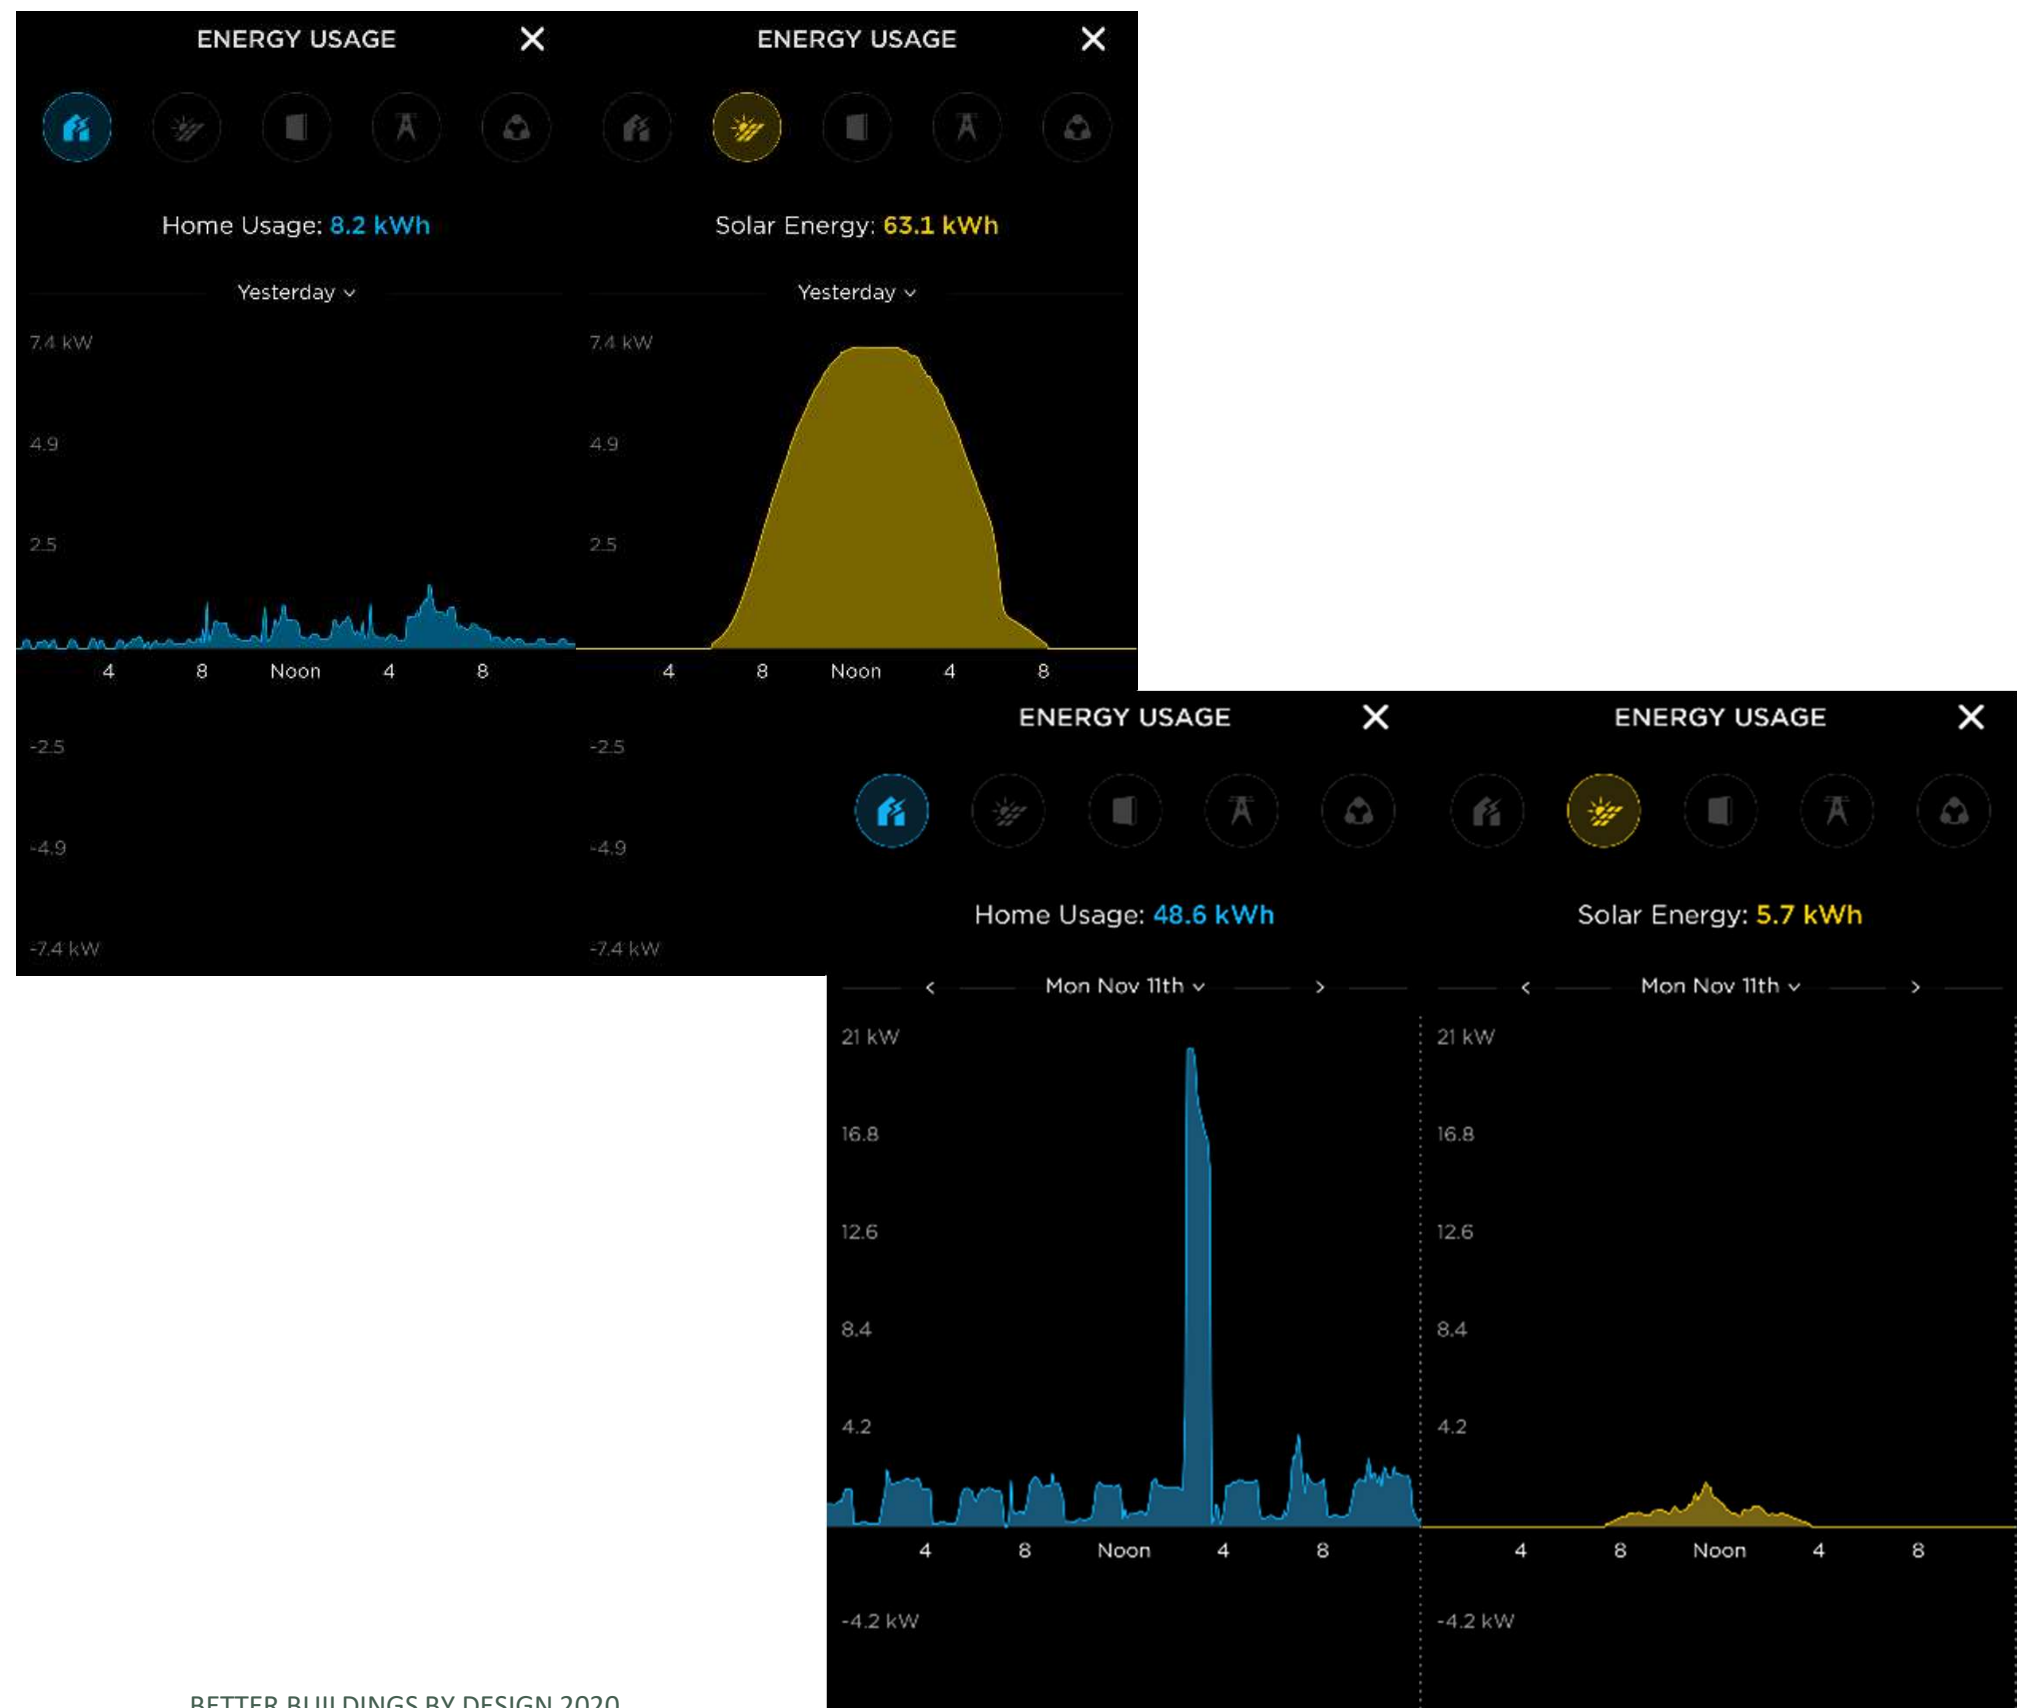 ENERGY USAGE
Home Usage: 8.2 kWh
Yesterday
7.4 kW
4.9
2.5
4 8 Noon 4 8
-2.5
-4.9
-7.4 kW
ENERGY USAGE
Solar Energy: 63.1 kWh
Yesterday
7.4 kW
4.9
2.5
4 8 Noon 4 8
-2.5
-4.9
-7.4 kW
ENERGY USAGE
Home Usage: 48.6 kWh
Mon Nov 11th
21 kW
16.8
12.6
8.4
4.2
4 8 Noon 4 8
-4.2 kW
ENERGY USAGE
Solar Energy: 5.7 kWh
Mon Nov 11th
21 kW
16.8
12.6
8.4
4.2
4 8 Noon 4 8
-4.2 kW
BETTER BUILDINGS BY DESIGN 2020